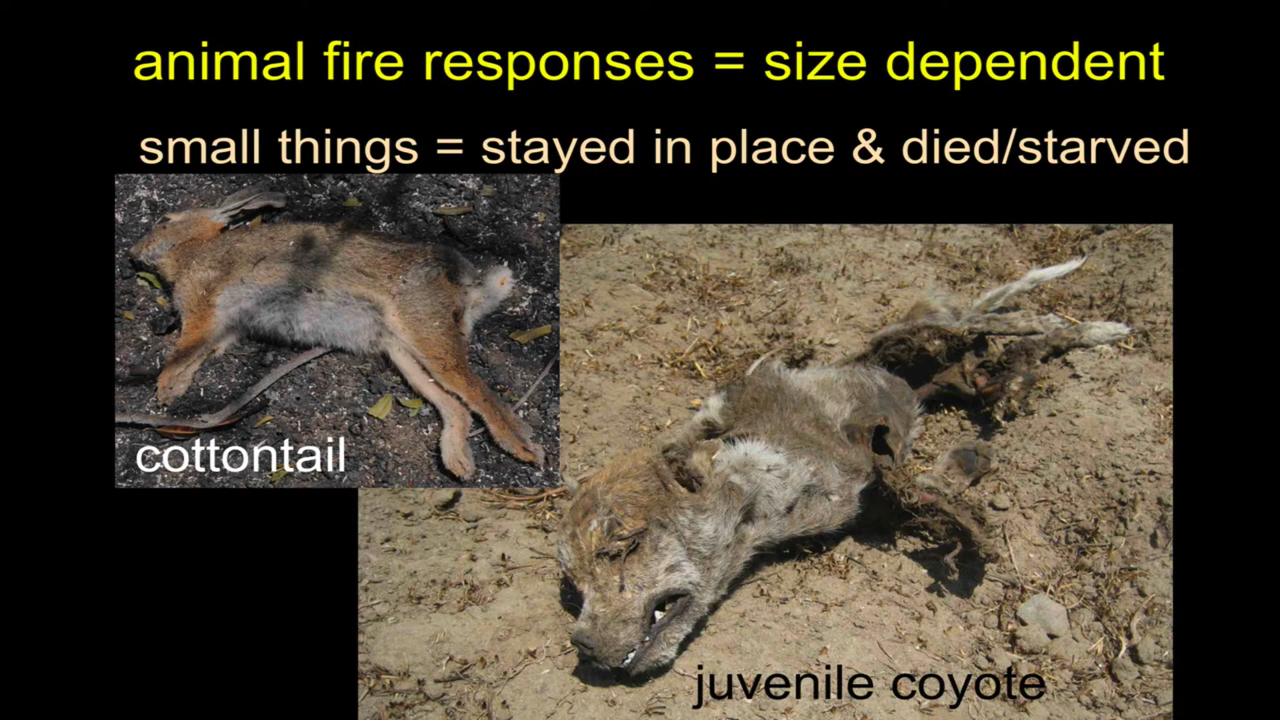 animal fire responses = size dependent
small things = stayed in place & died/starved
cottontail
juvenile coyote